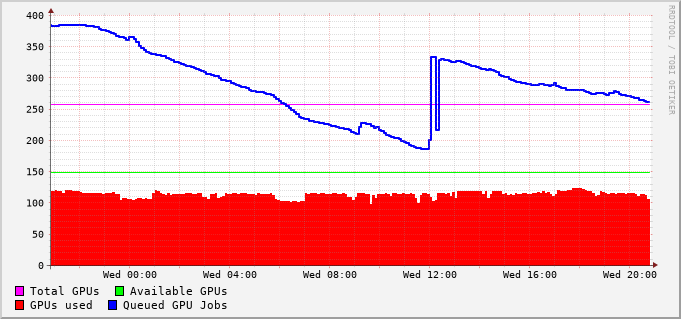 400
350
300
250
200
150
100
50
0
Wed 00:00 Wed 04:00 Wed 08:00 Wed 12:00 Wed 16:00 Wed 20:00
Total GPUs Available GPUs
GPUs used Queued GPU Jobs
RRDTOOL / TOBI OETIKER